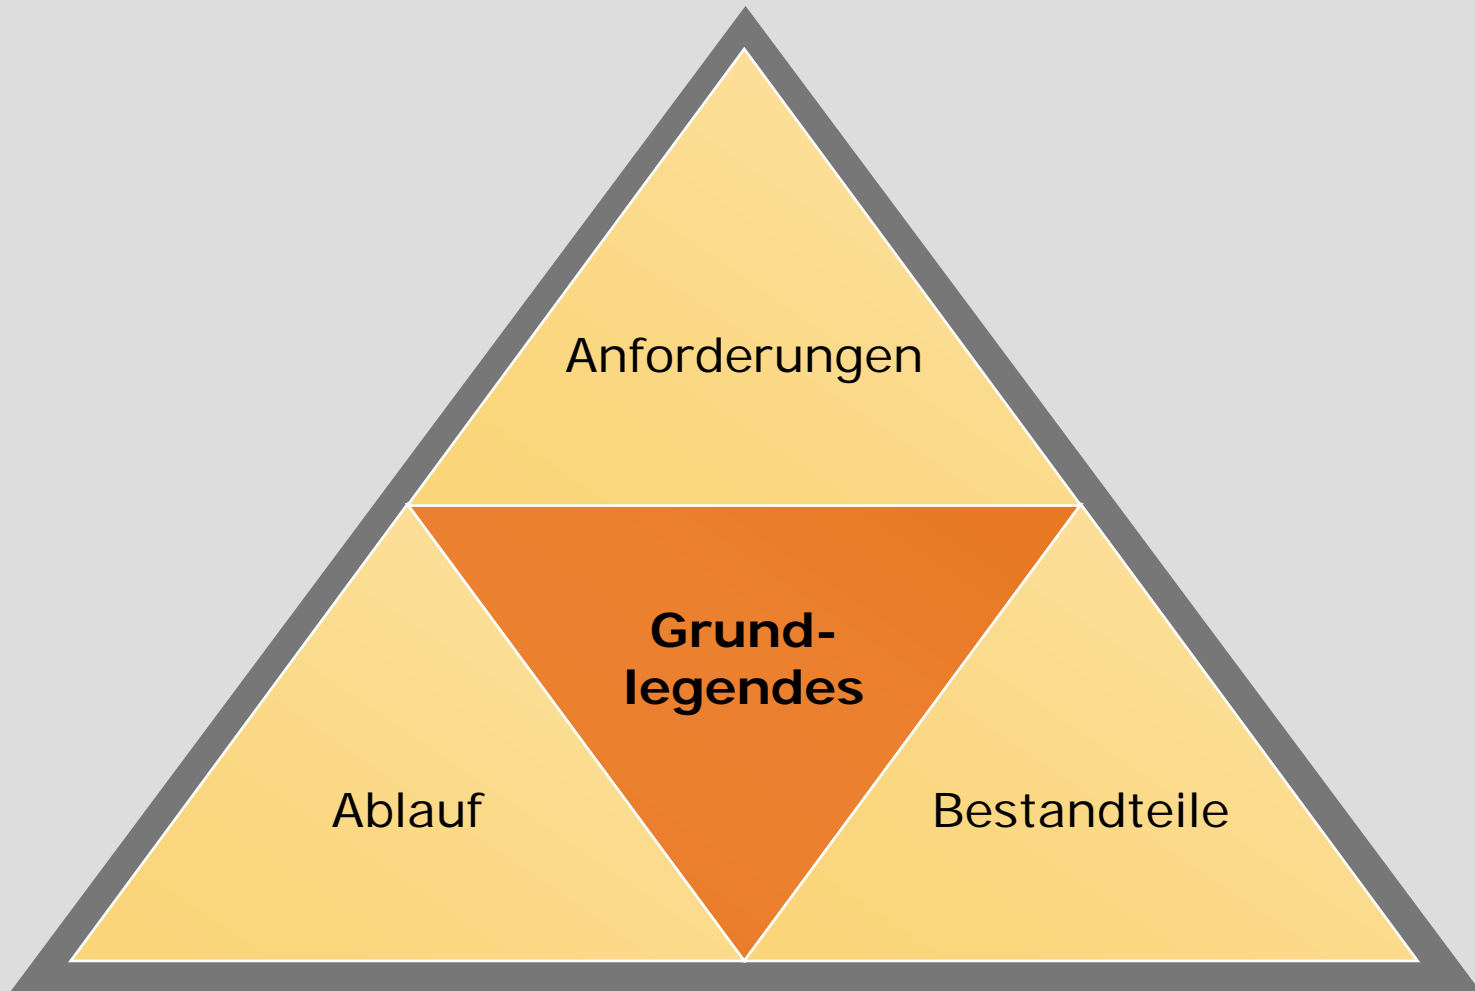 Anforderungen
Grund-
legendes
Ablauf
Bestandteile